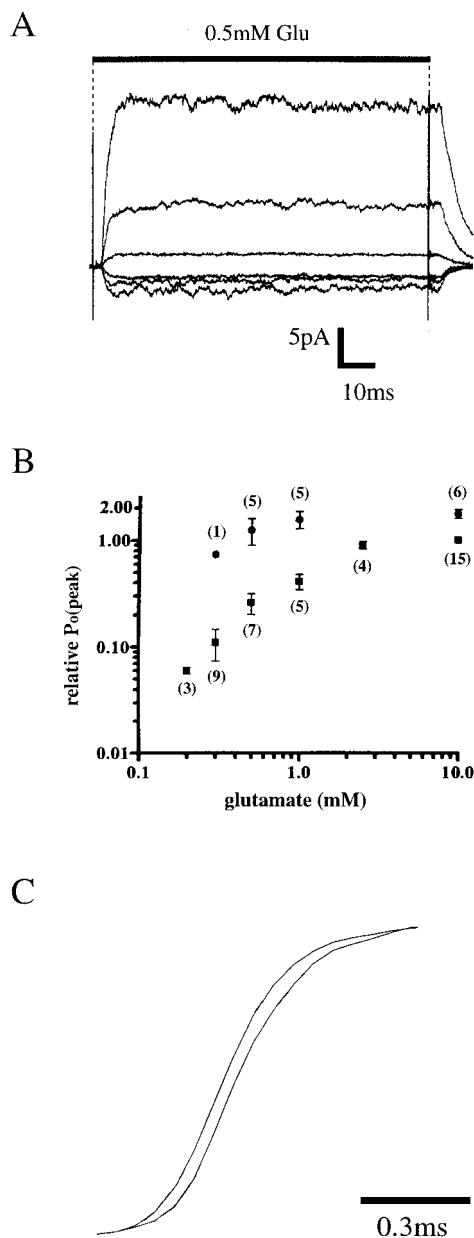 A
0.5mM Glu
5pA
10ms
B
relative Po(peak)
2.00
1.00
0.10
0.01
(1)
(5)
(5)
(6)
(3)
(9)
(7)
(5)
(4)
(15)
0.1
1.0
10.0
glutamate (mM)
C
0.3ms